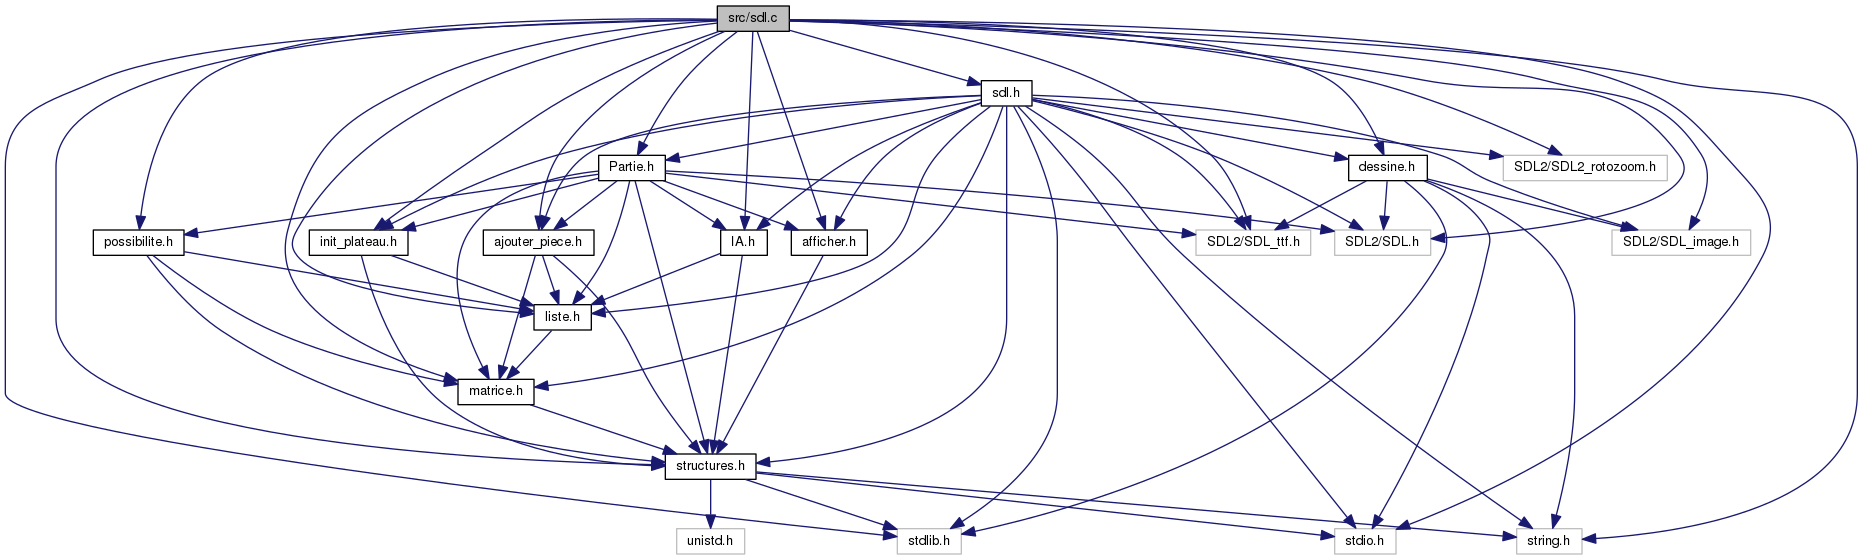 src/sdl.c
sdl.h
Partie.h
dessine.h
SDL2/SDL2_rotozoom.h
possibilite.h
init_plateau.h
ajouter_piece.h
IA.h
afficher.h
SDL2/SDL_ttf.h
SDL2/SDL.h
SDL2/SDL_image.h
liste.h
matrice.h
structures.h
unistd.h
stdlib.h
stdio.h
string.h